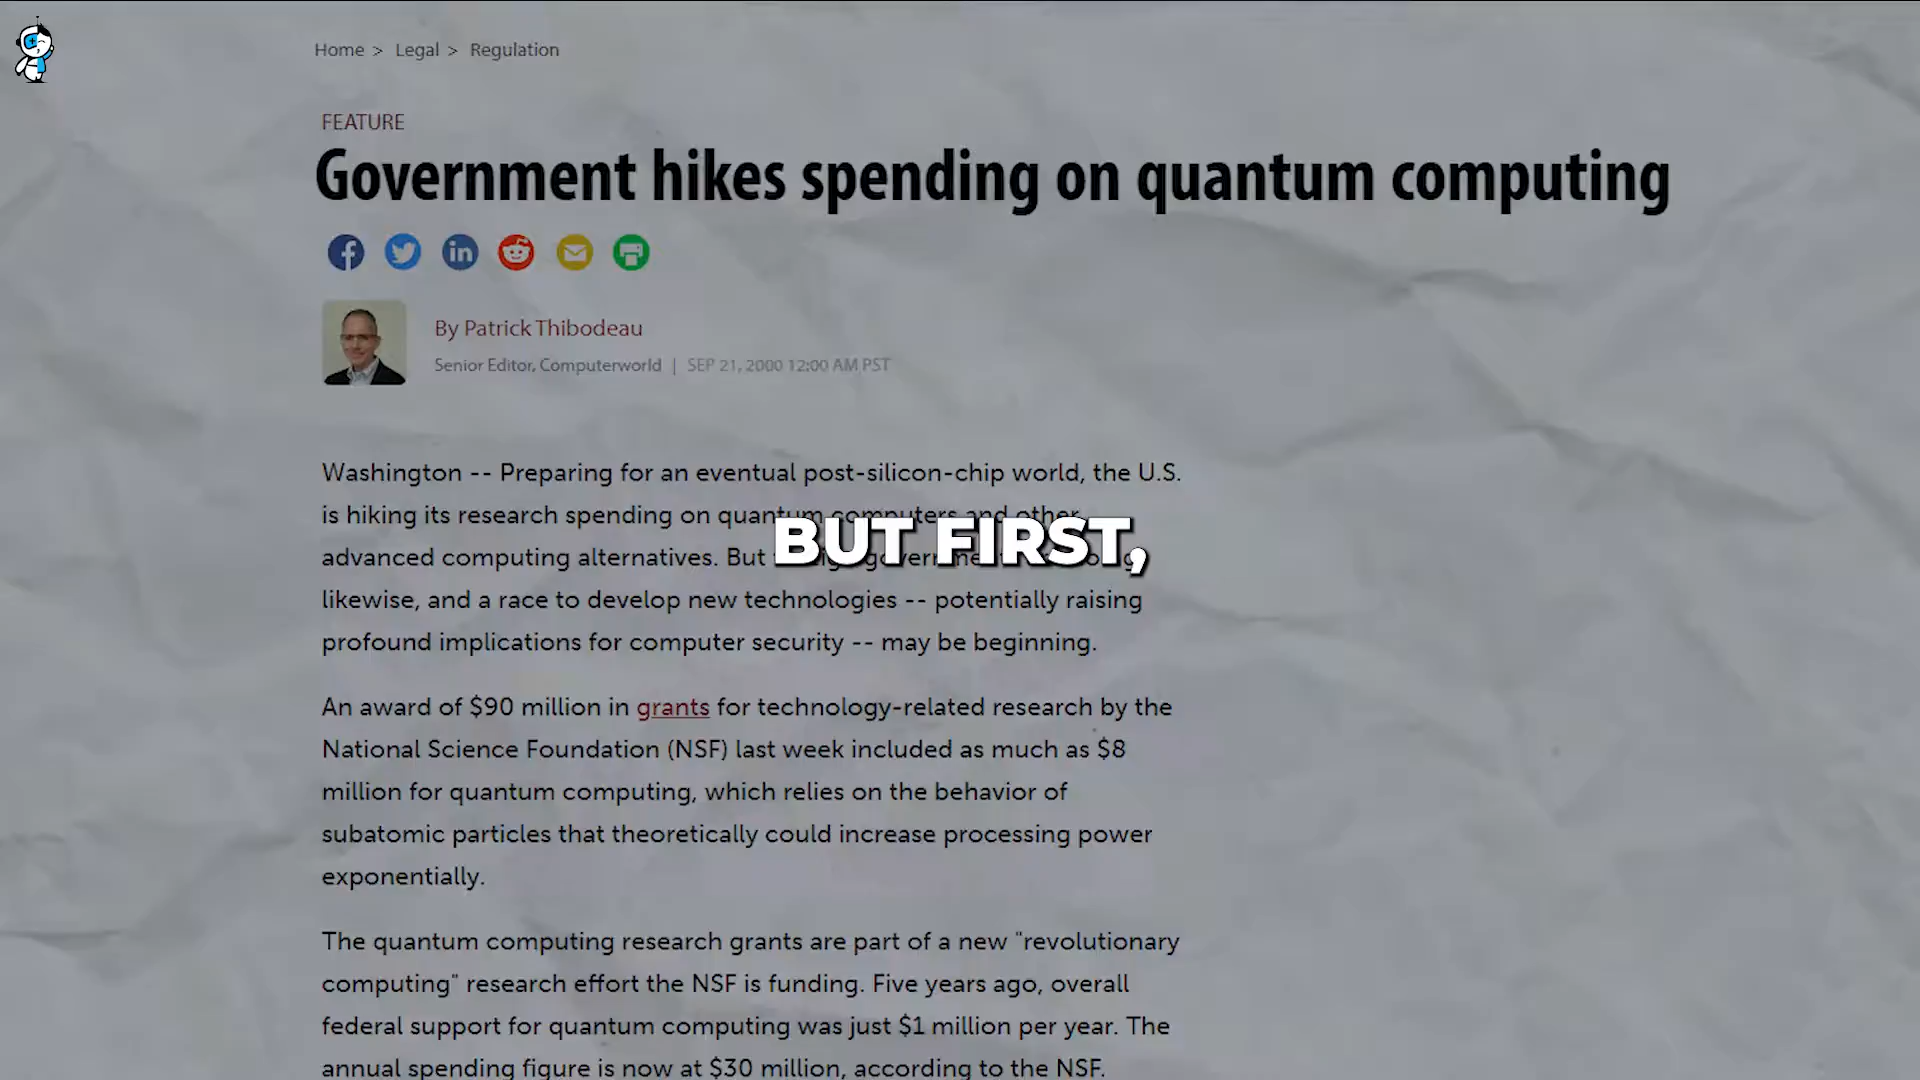 Home > Legal > Regulation
FEATURE
Government hikes spending on quantum computing
By Patrick Thibodeau
Senior Editor, Computerworld | SEP 21, 2000 12:00 AM PST
Washington -- Preparing for an eventual post-silicon-chip world, the U.S.
is hiking its research spending on quantum computers and other
advanced computing alternatives. But
BUT FIRST,
likewise, and a race to develop new technologies -- potentially raising
profound implications for computer security -- may be beginning.
An award of $90 million in grants for technology-related research by the
National Science Foundation (NSF) last week included as much as $8
million for quantum computing, which relies on the behavior of
subatomic particles that theoretically could increase processing power
exponentially.
The quantum computing research grants are part of a new "revolutionary
computing" research effort the NSF is funding. Five years ago, overall
federal support for quantum computing was just $1 million per year. The
annual spending figure is now at $30 million, according to the NSF.